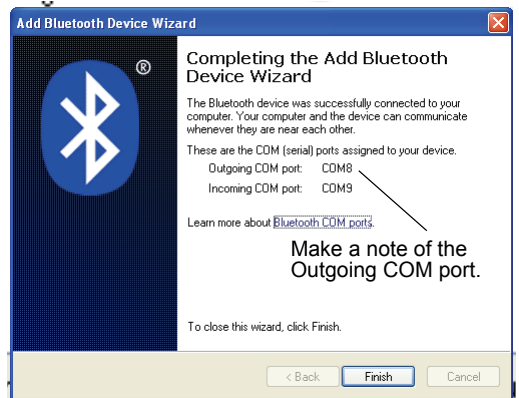 Add Bluetooth Device Wizard
®
Completing the Add Bluetooth
Device Wizard
The Bluetooth device was successfully connected to your
computer. Your computer and the device can communicate
whenever they are near each other.
These are the COM (serial) ports assigned to your device.
Outgoing COM port: COM8
Incoming COM port: COM9
Learn more about Bluetooth COM ports.
Make a note of the
Outgoing COM port.
To close this wizard, click Finish.
< Back Finish Cancel